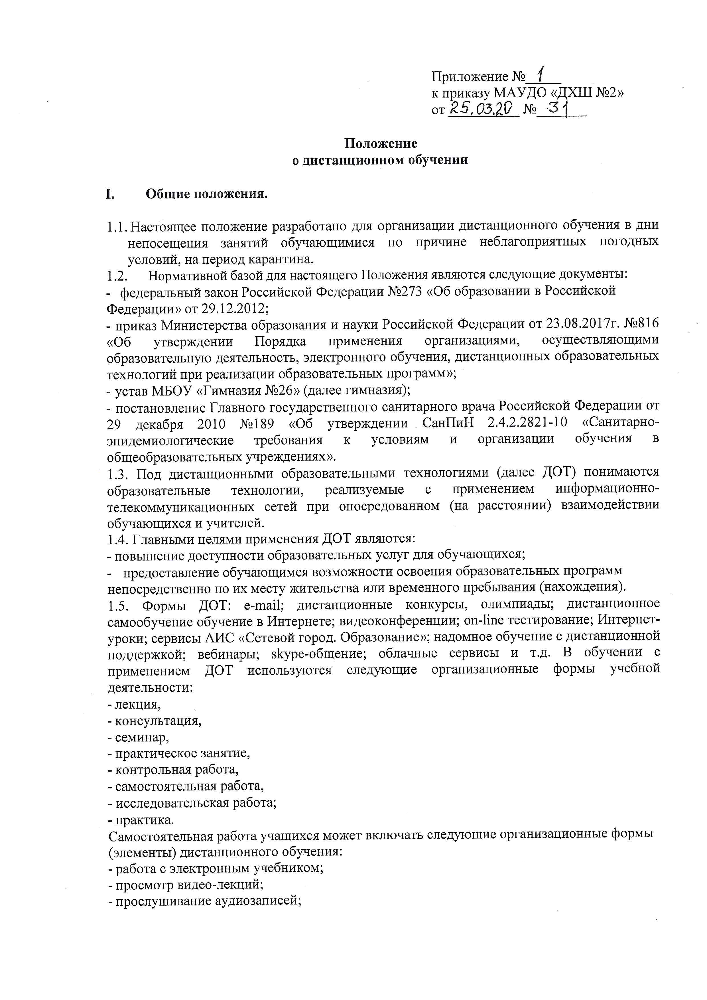 Приложение № 1
к приказу МАУДО «ДХШ №2»
от 25.03.20 № 31
Положение
о дистанционном обучении
I. Общие положения.
1.1. Настоящее положение разработано для организации дистанционного обучения в дни
непосещения занятий обучающимися по причине неблагоприятных погодных
условий, на период карантина.
1.2. Нормативной базой для настоящего Положения являются следующие документы:
- федеральный закон Российской Федерации №273 «Об образовании в Российской
Федерации» от 29.12.2012;
- приказ Министерства образования и науки Российской Федерации от 23.08.2017г. №816
«Об утверждении Порядка применения организациями, осуществляющими
образовательную деятельность, электронного обучения, дистанционных образовательных
технологий при реализации образовательных программ»;
- устав МБОУ «Гимназия №26» (далее гимназия);
- постановление Главного государственного санитарного врача Российской Федерации от
29 декабря 2010 №189 «Об утверждении СанПиН 2.4.2.2821-10 «Санитарно-
эпидемиологические требования к условиям и организации обучения в
общеобразовательных учреждениях».
1.3. Под дистанционными образовательными технологиями (далее ДОТ) понимаются
образовательные технологии, реализуемые с применением информационно-
телекоммуникационных сетей при опосредованном (на расстоянии) взаимодействии
обучающихся и учителей.
1.4. Главными целями применения ДОТ являются:
- повышение доступности образовательных услуг для обучающихся;
- предоставление обучающимся возможности освоения образовательных программ
непосредственно по их месту жительства или временного пребывания (нахождения).
1.5. Формы ДОТ: e-mail; дистанционные конкурсы, олимпиады; дистанционное
самообучение обучение в Интернете; видеоконференции; on-line тестирование; Интернет-
уроки; сервисы АИС «Сетевой город. Образование»; надомное обучение с дистанционной
поддержкой; вебинары; skype-общение; облачные сервисы и т.д. В обучении с
применением ДОТ используются следующие организационные формы учебной
деятельности:
- лекция,
- консультация,
- семинар,
- практическое занятие,
- контрольная работа,
- самостоятельная работа,
- исследовательская работа;
- практика.
Самостоятельная работа учащихся может включать следующие организационные формы
(элементы) дистанционного обучения:
- работа с электронным учебником;
- просмотр видео-лекций;
- прослушивание аудиозаписей;